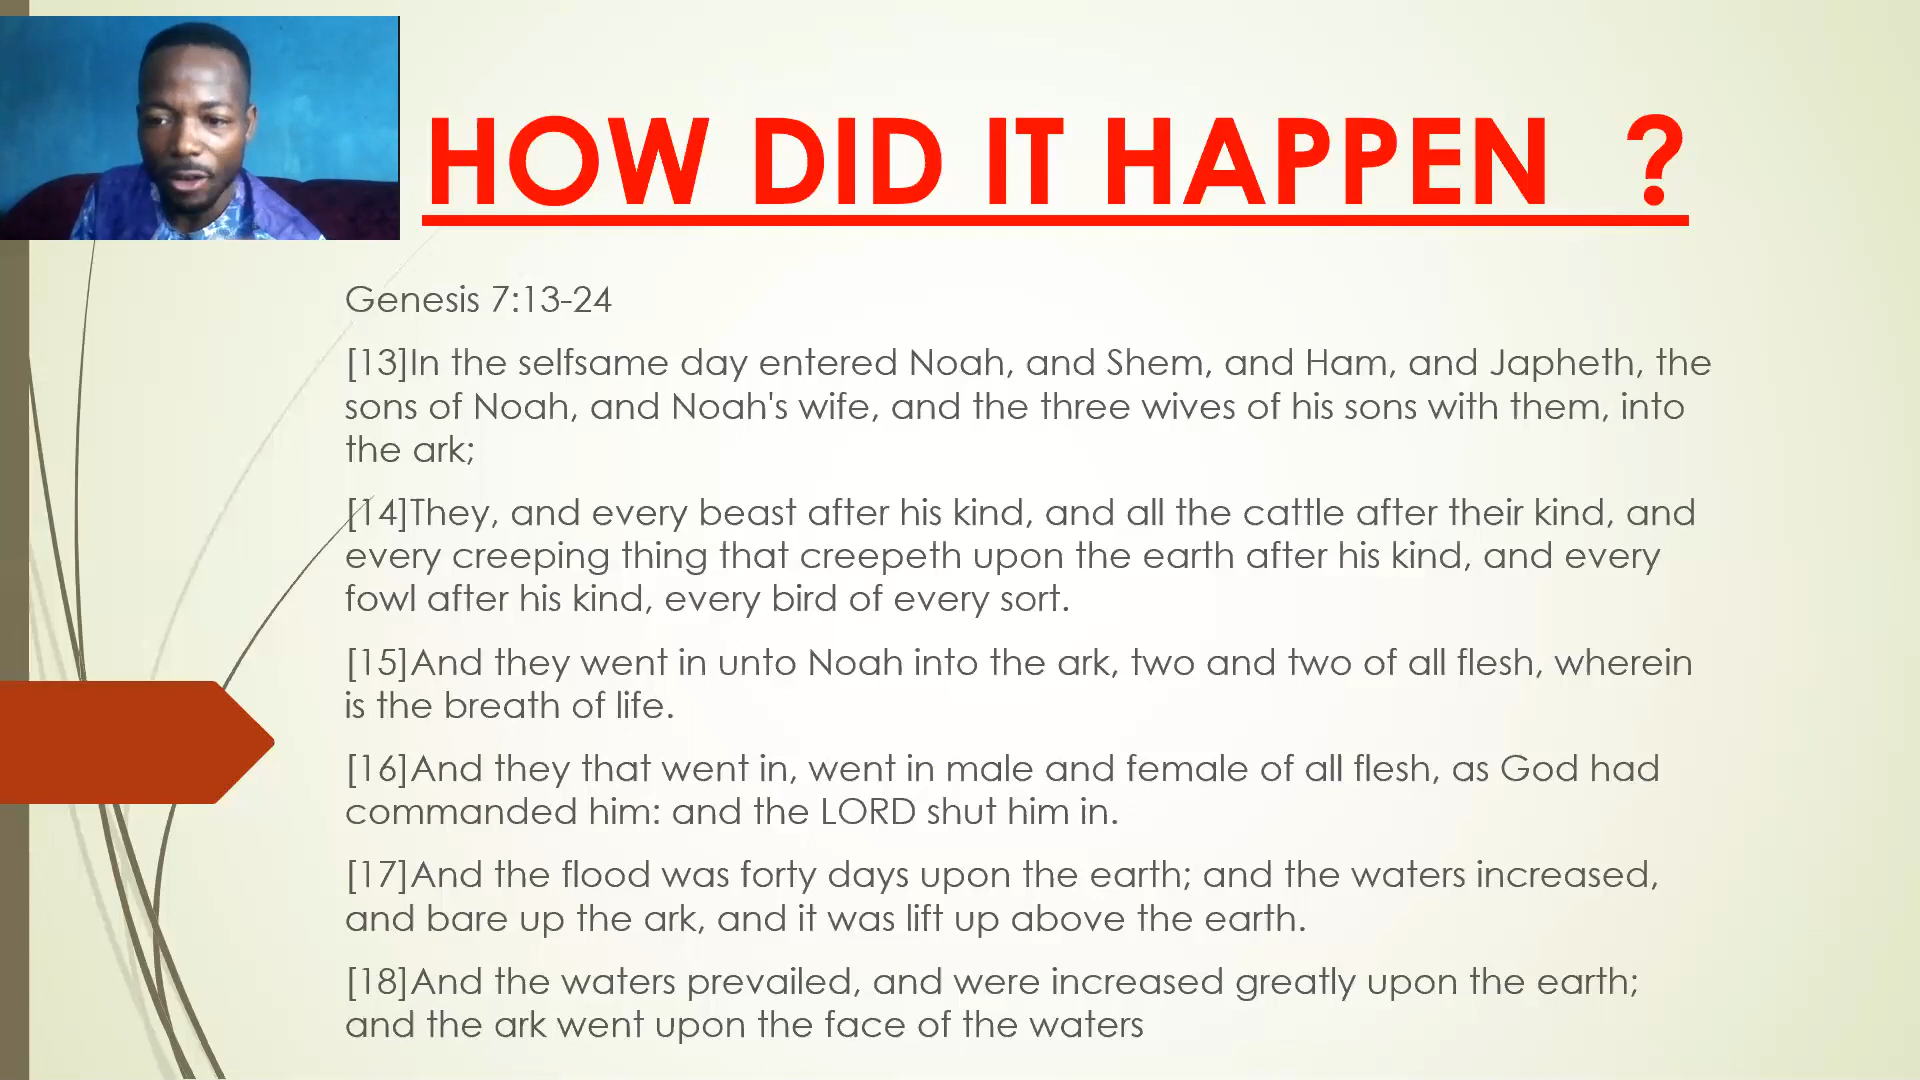 HOW DID IT HAPPEN ?
Genesis 7:13-24
[13]In the selfsame day entered Noah, and Shem, and Ham, and Japheth, the
sons of Noah, and Noah's wife, and the three wives of his sons with them, into
the ark;
[14]They, and every beast after his kind, and all the cattle after their kind, and
every creeping thing that creepeth upon the earth after his kind, and every
fowl after his kind, every bird of every sort.
[15]And they went in unto Noah into the ark, two and two of all flesh, wherein
is the breath of life.
[16]And they that went in, went in male and female of all flesh, as God had
commanded him: and the LORD shut him in.
[17]And the flood was forty days upon the earth; and the waters increased,
and bare up the ark, and it was lift up above the earth.
[18]And the waters prevailed, and were increased greatly upon the earth;
and the ark went upon the face of the waters